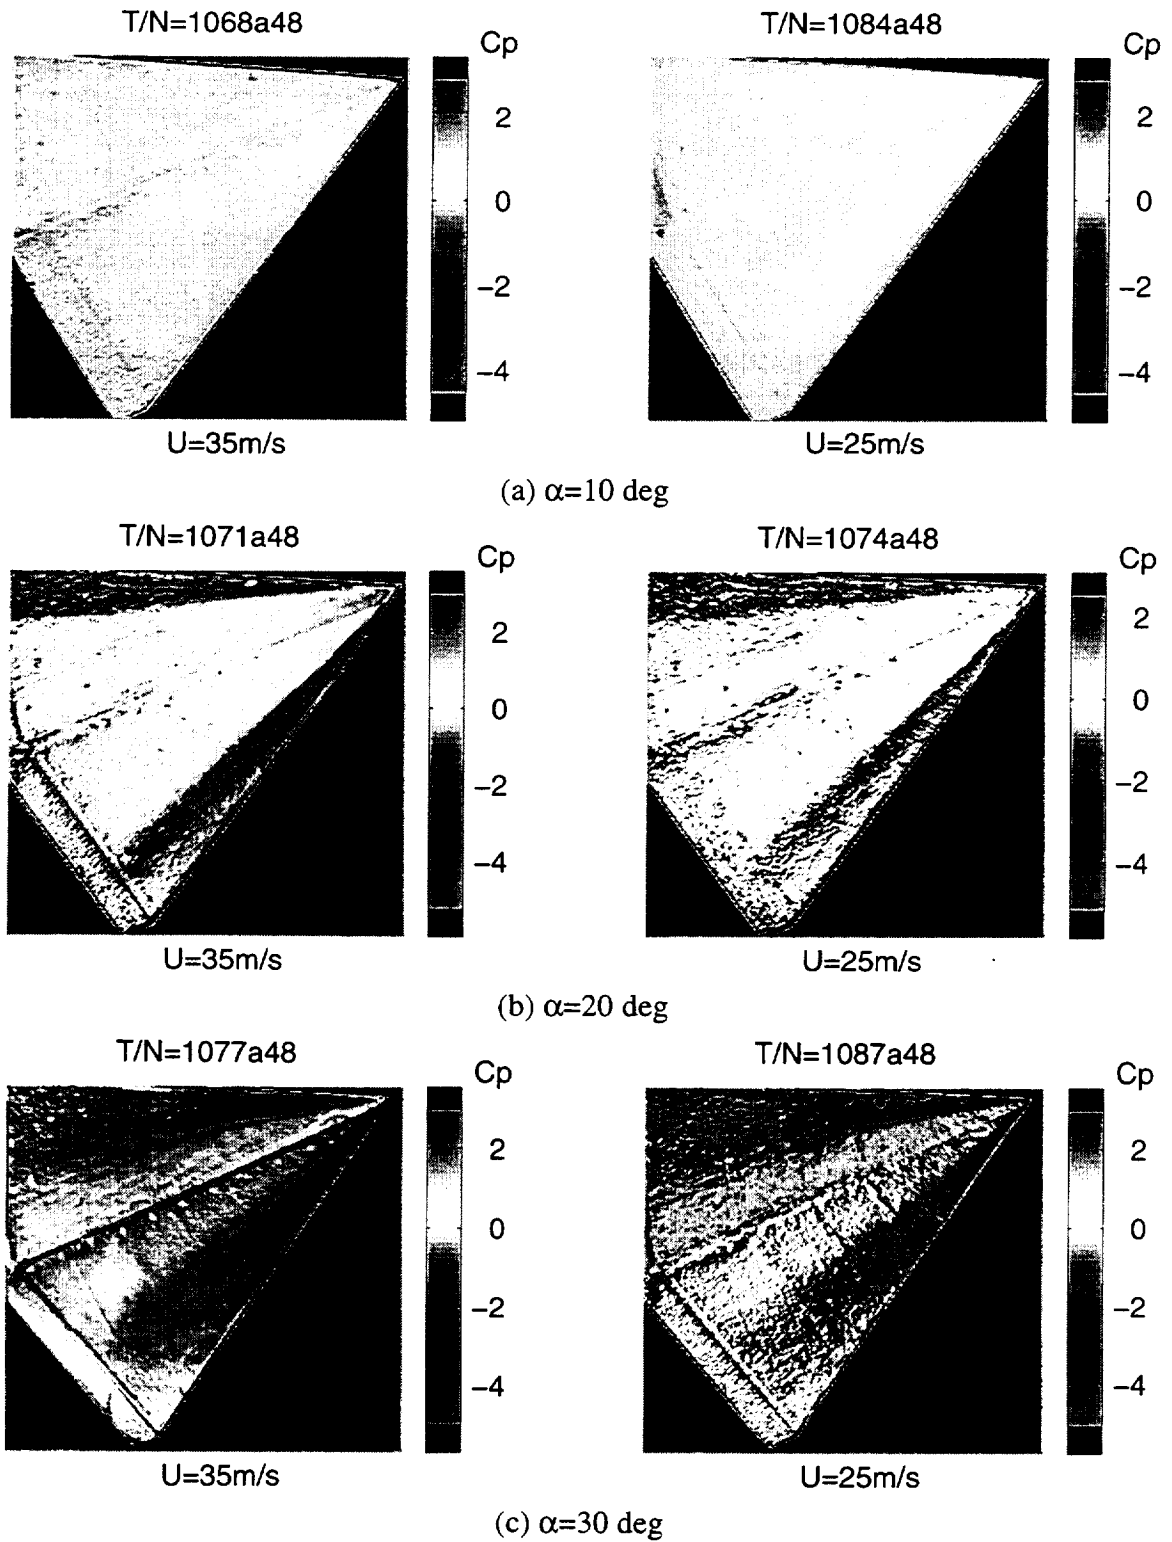 T/N=1068a48 T/N=1084a48
Cp Cp
2 2
0 0
−2 −2
−4 −4
U=35m/s U=25m/s
(a) α=10 deg
T/N=1071a48 T/N=1074a48
Cp Cp
2 2
0 0
−2 −2
−4 −4
U=35m/s U=25m/s
(b) α=20 deg
T/N=1077a48 T/N=1087a48
Cp Cp
2 2
0 0
−2 −2
−4 −4
U=35m/s U=25m/s
(c) α=30 deg